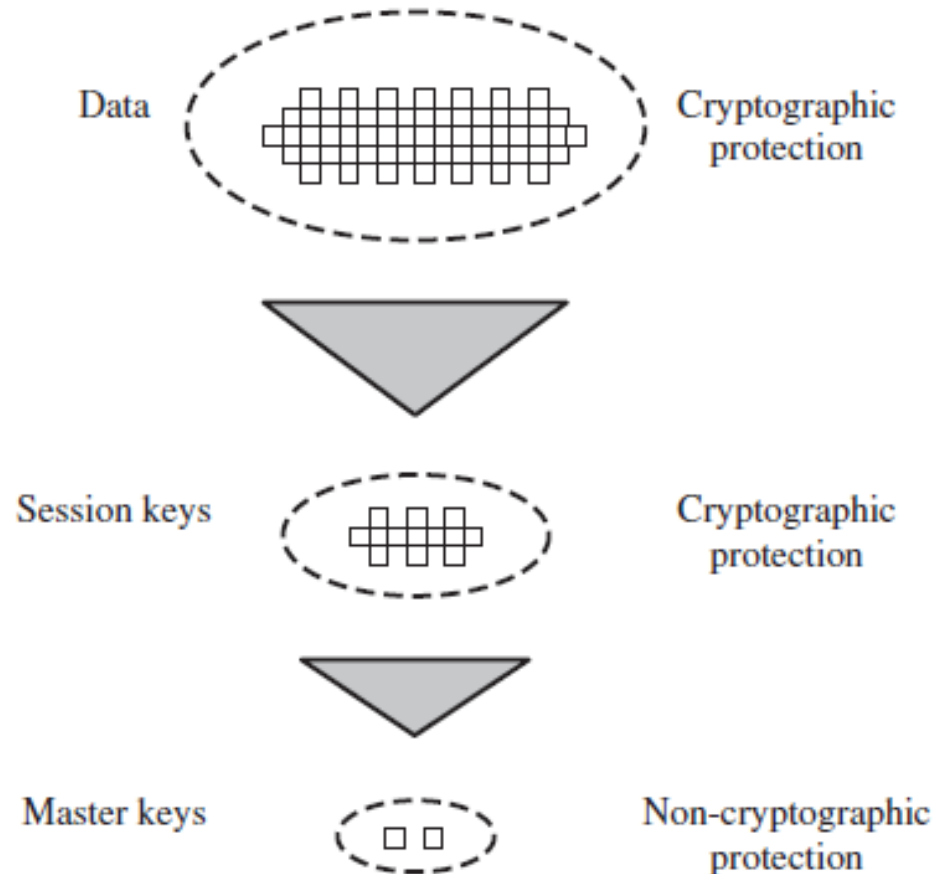 Data
Cryptographic
protection
Session keys
Cryptographic
protection
Master keys
Non-cryptographic
protection